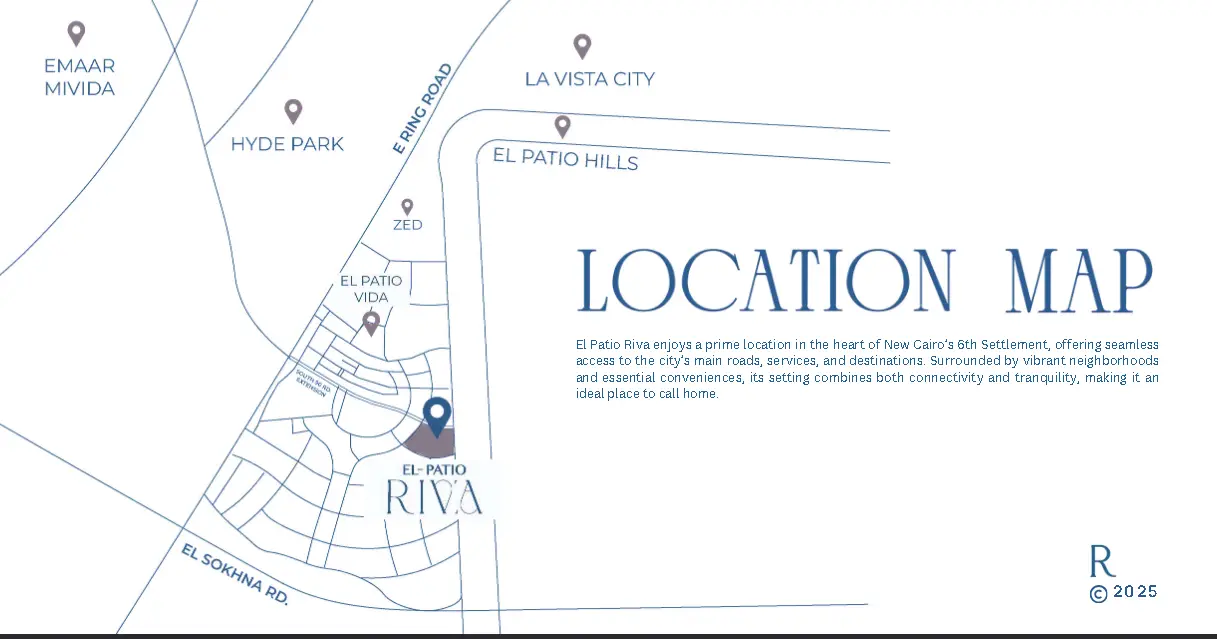 EMAAR
MIVIDA
HYDE PARK
E RING ROAD
LA VISTA CITY
EL PATIO HILLS
ZED
EL PATIO
VIDA
SOUTH 90 RD.
EXTENSION
EL-PATIO
RIVA
EL SOKHNA RD.
LOCATION MAP
El Patio Riva enjoys a prime location in the heart of New Cairo's 6th Settlement, offering seamless
access to the city's main roads, services, and destinations. Surrounded by vibrant neighborhoods
and essential conveniences, its setting combines both connectivity and tranquility, making it an
ideal place to call home.
R
© 2025